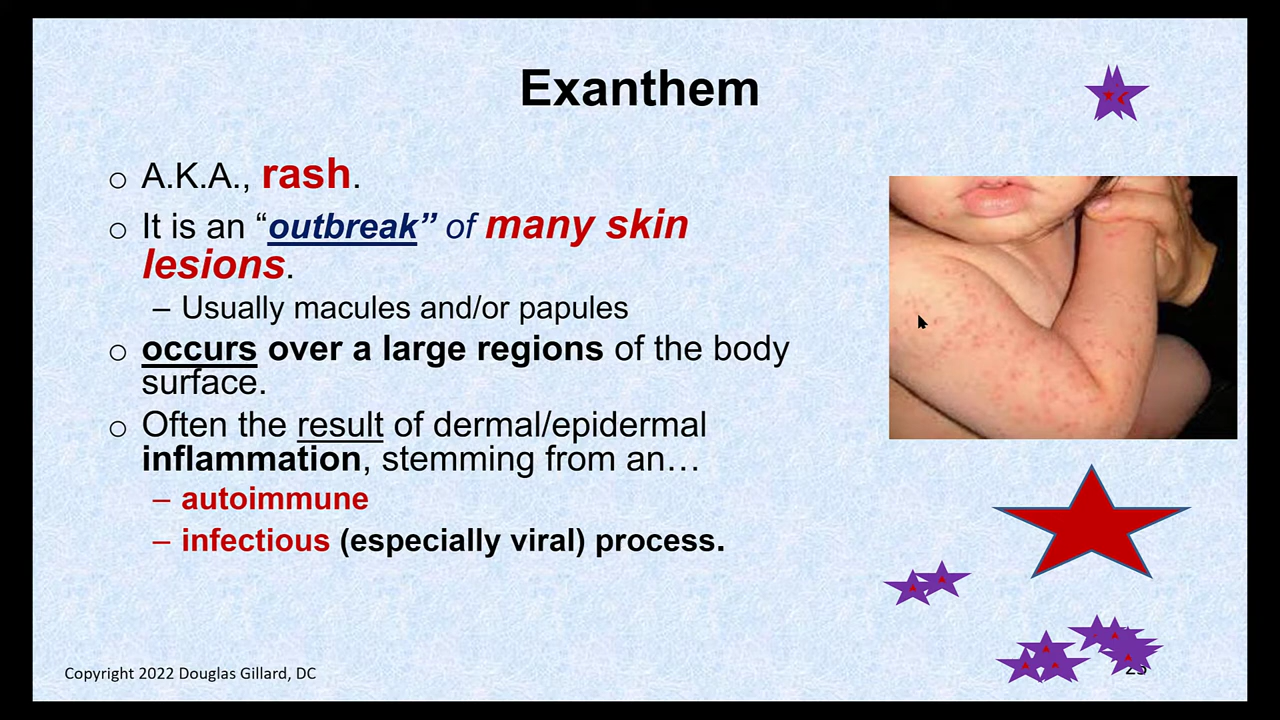 Exanthem
A.K.A., rash.
It is an “outbreak” of many skin
lesions.
– Usually macules and/or papules
occurs over a large regions of the body
surface.
Often the result of dermal/epidermal
inflammation, stemming from an…
– autoimmune
– infectious (especially viral) process.
Copyright 2022 Douglas Gillard, DC